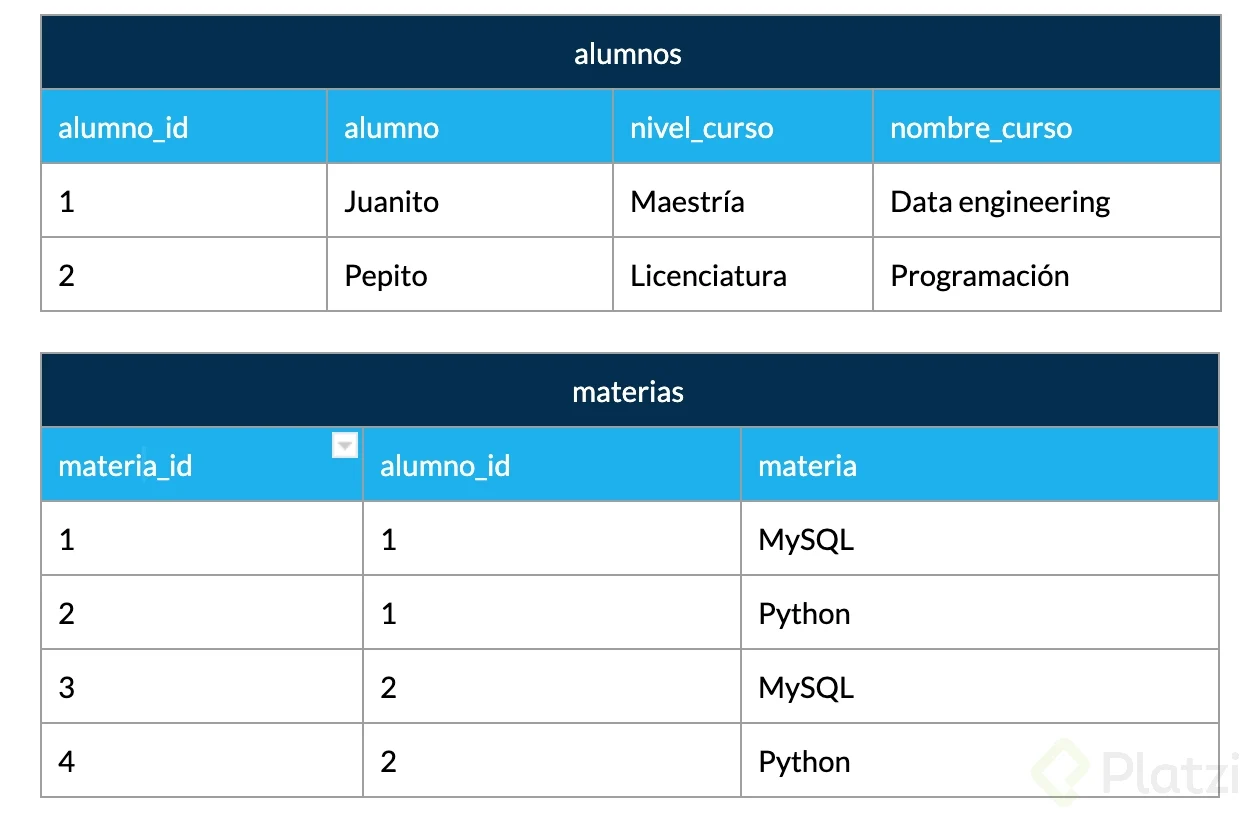 alumnos
alumno_id alumno nivel_curso nombre_curso
1 Juanito Maestría Data engineering
2 Pepito Licenciatura Programación
materias
materia_id alumno_id materia
1 1 MySQL
2 1 Python
3 2 MySQL
4 2 Python
Platzi